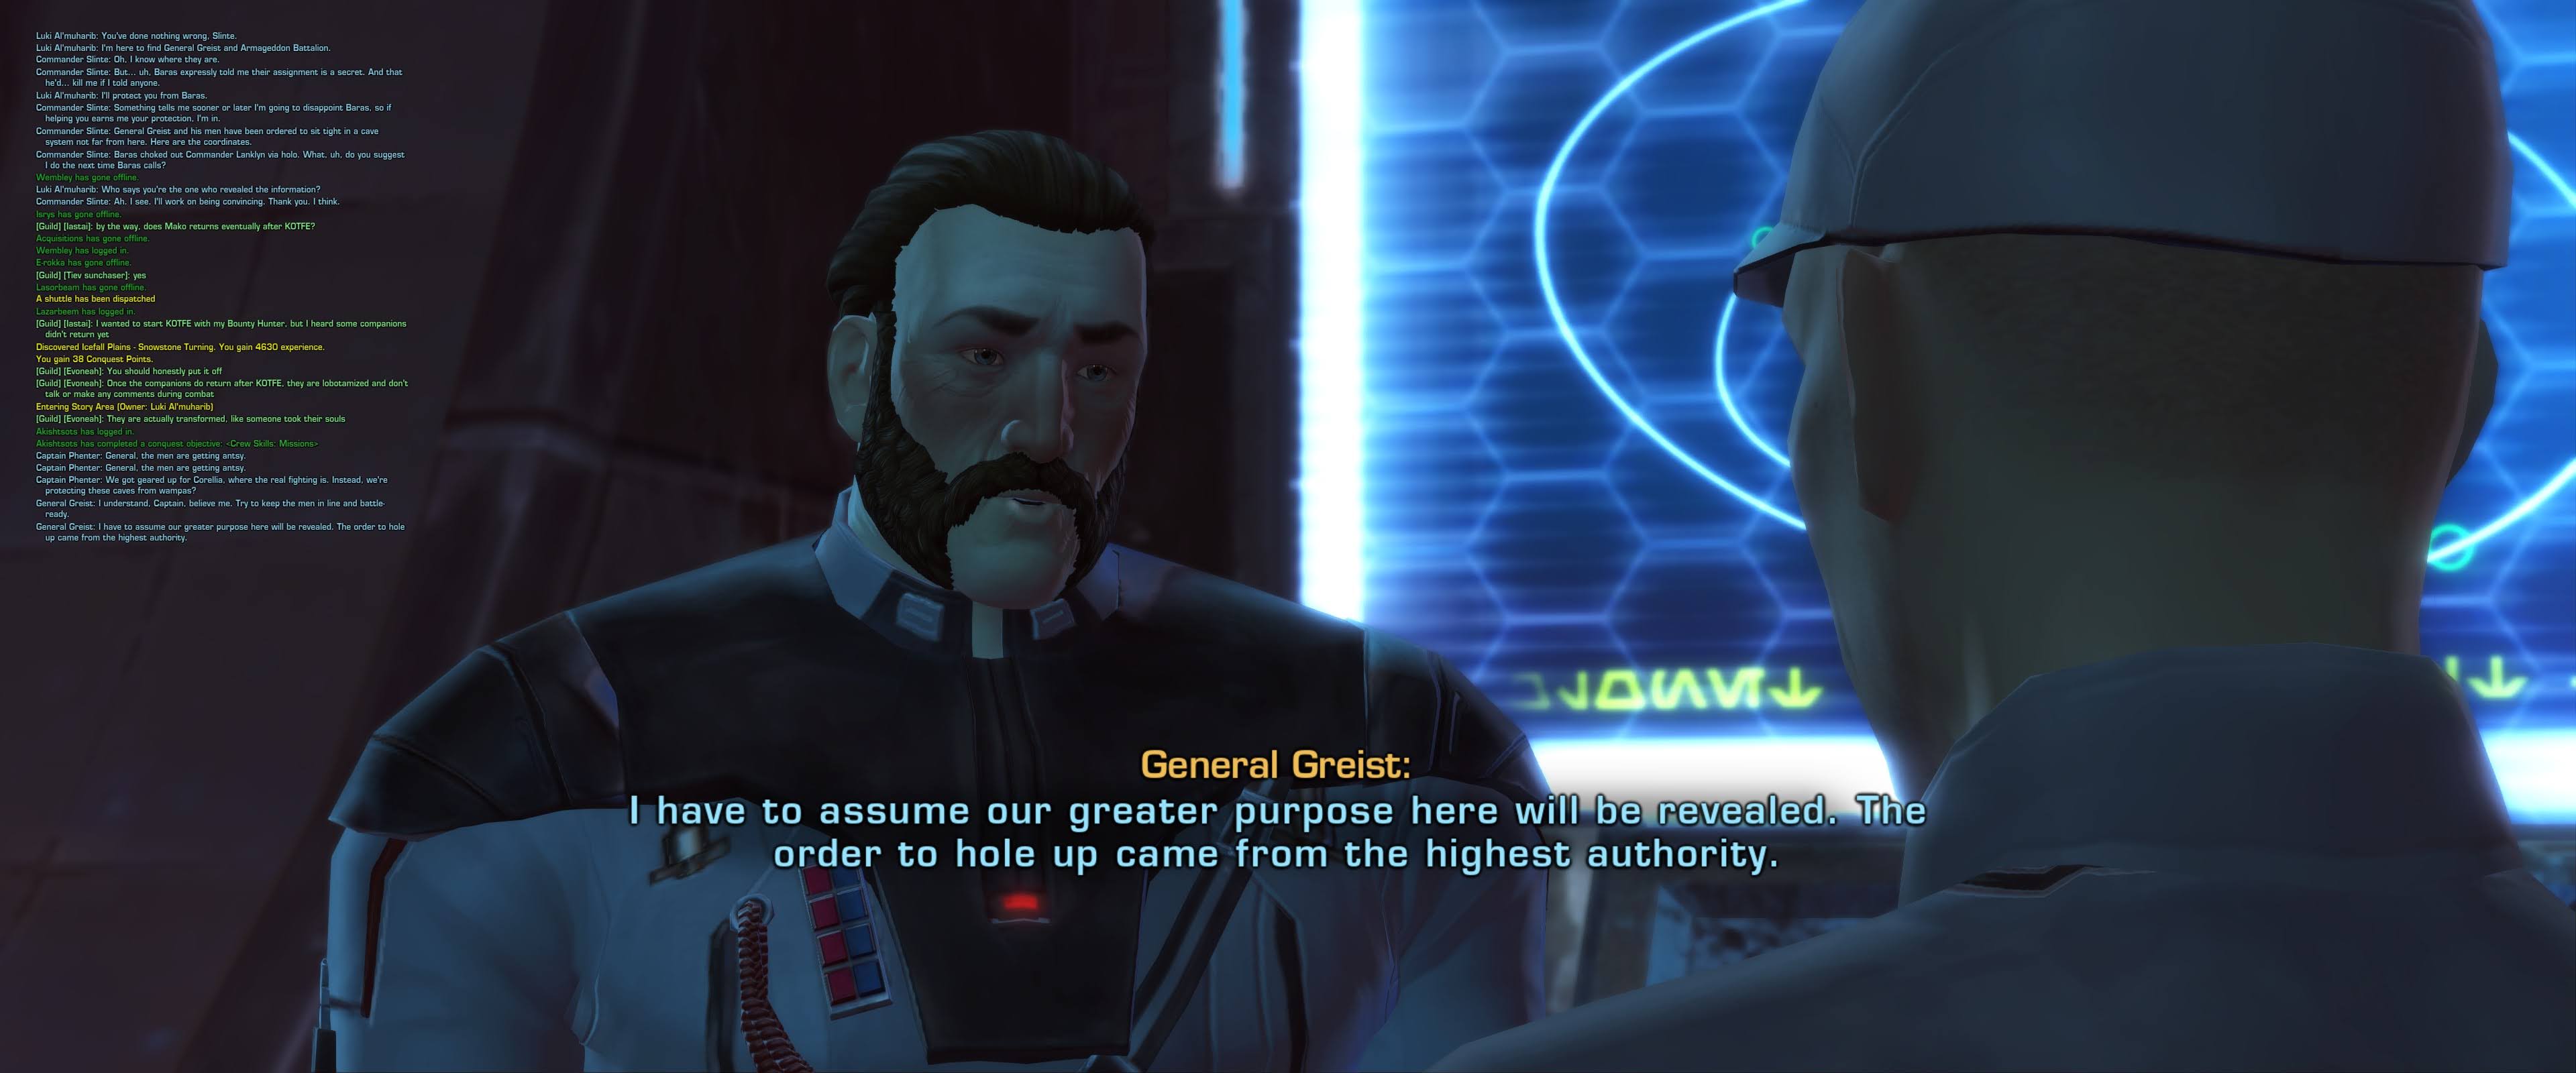 Luki Al'muharib: You've done nothing wrong, Slinte.
Luki Al'muharib: I'm here to find General Greist and Armageddon Battalion.
Commander Slinte: Oh. I know where they are.
Commander Slinte: But... uh. Baras expressly told me their assignment is a secret. And that
he'd... kill me if I told anyone.
Luki Al'muharib: I'll protect you from Baras.
Commander Slinte: Something tells me sooner or later I'm going to disappoint Baras, so if
helping you earns me your protection, I'm in.
Commander Slinte: General Greist and his men have been ordered to sit tight in a cave
system not far from here. Here are the coordinates.
Commander Slinte: Baras choked out Commander Lanklyn via holo. What, uh, do you suggest
I do the next time Baras calls?
Wembley has gone offline.
Luki Al'muharib: Who says you're the one who revealed the information?
Commander Slinte: Ah. I see. I'll work on being convincing. Thank you. I think.
Isrys has gone offline.
[Guild] [Iastai]: by the way, does Mako returns eventually after KOTFE?
Acquisitions has gone offline.
Wembley has logged in.
E-rokka has gone offline.
[Guild] [Tiev sunchaser]: yes
Lasorbeam has gone offline.
A shuttle has been dispatched
Lazarbeem has logged in.
[Guild] [Iastai]: I wanted to start KOTFE with my Bounty Hunter, but I heard some companions
didn't return yet
Discovered Icefall Plains - Snowstone Turning. You gain 4630 experience.
You gain 38 Conquest Points.
[Guild] [Evoneah]: You should honestly put it off
[Guild] [Evoneah]: Once the companions do return after KOTFE, they are lobotamized and don't
talk or make any comments during combat
Entering Story Area (Owner: Luki Al'muharib)
[Guild] [Evoneah]: They are actually transformed, like someone took their souls
Akishtsots has logged in.
Akishtsots has completed a conquest objective: <Crew Skills: Missions>
Captain Phenter: General, the men are getting antsy.
Captain Phenter: General, the men are getting antsy.
Captain Phenter: We got geared up for Corellia, where the real fighting is. Instead, we're
protecting these caves from wampas?
General Greist: I understand, Captain, believe me. Try to keep the men in line and battle-
ready.
General Greist: I have to assume our greater purpose here will be revealed. The order to hole
up came from the highest authority.
General Greist:
I have to assume our greater purpose here will be revealed. The
order to hole up came from the highest authority.